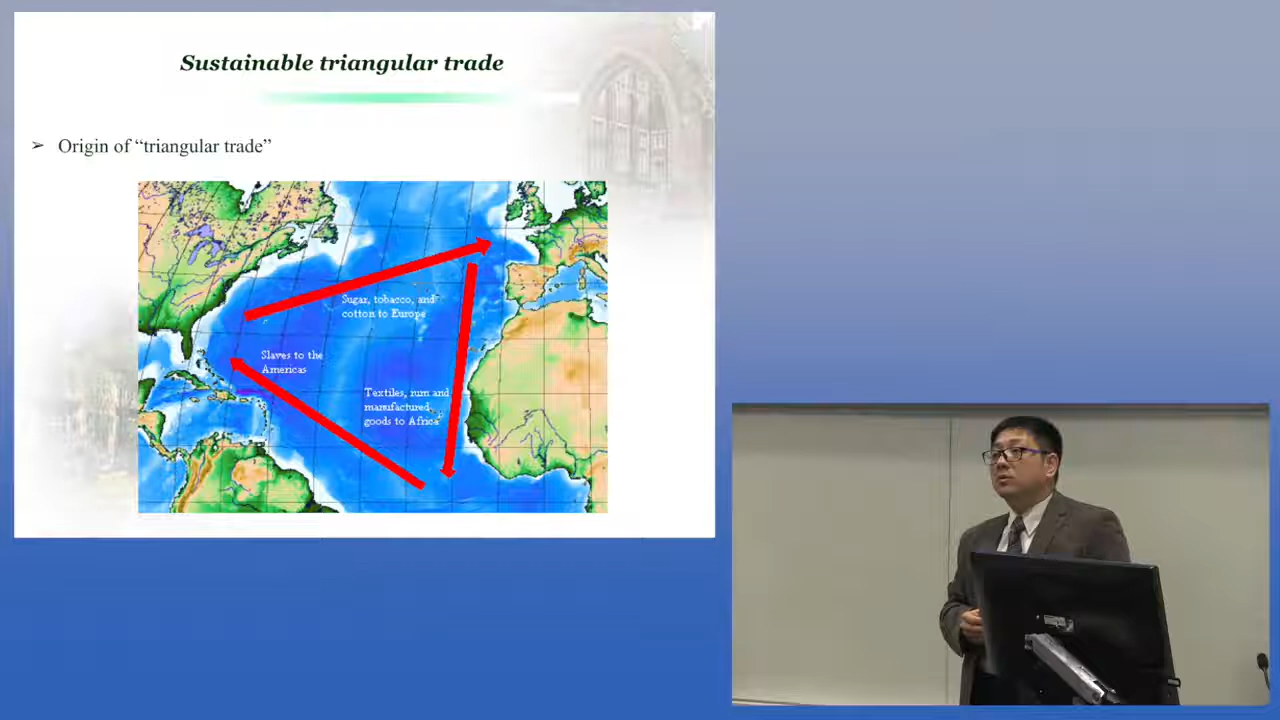 Sustainable triangular trade
➢ Origin of “triangular trade”
Sugar, tobacco, and
cotton to Europe
Slaves to the
Americas
Textiles, rum and
manufactured
goods to Africa